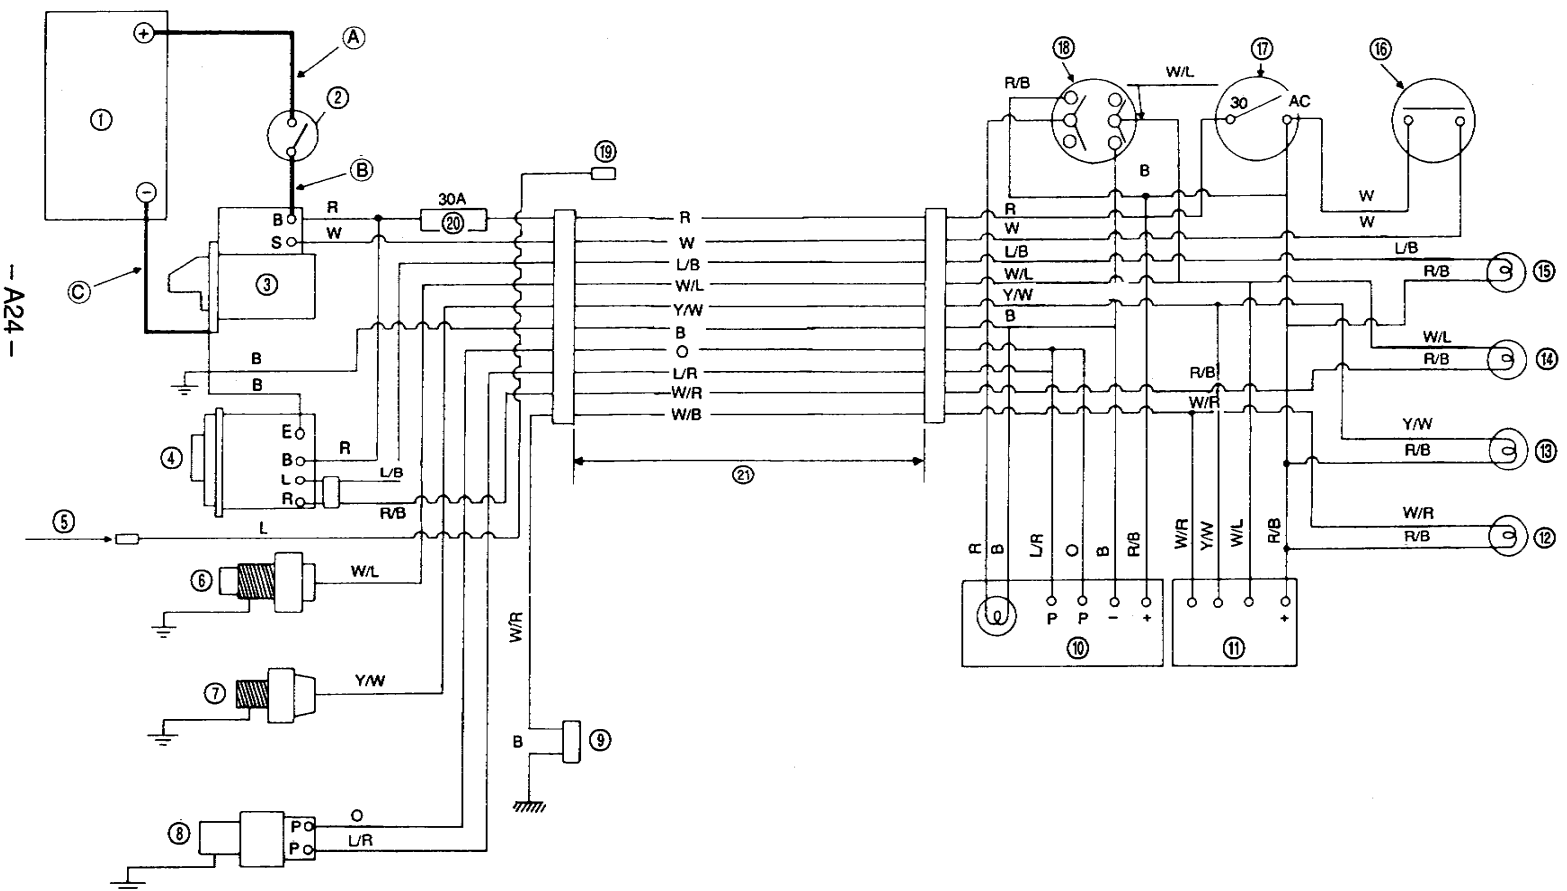 18
17
16
+
A
R/B
W/L
30
AC
1
2
19
B
B
−
30A
W
B
R
20
R
R
W
S
W
W
W
L/B
L/B
L/B
R/B
15
C
3
W/L
W/L
Y/W
Y/W
B
B
B
O
W/L
14
B
L/R
R/B
R/B
W/R
W/R
W/B
– A24 –
E
Y/W
4
R
B
R/B
13
L
L/B
21
R
R/B
W/R
5
L
R/B
12
R
B
L/R
O
B
R/B
W/R
Y/W
W/L
R/B
6
W/L
P
P
−
+
+
W/R
10
11
7
Y/W
B
9
O
8
P
L/R
P